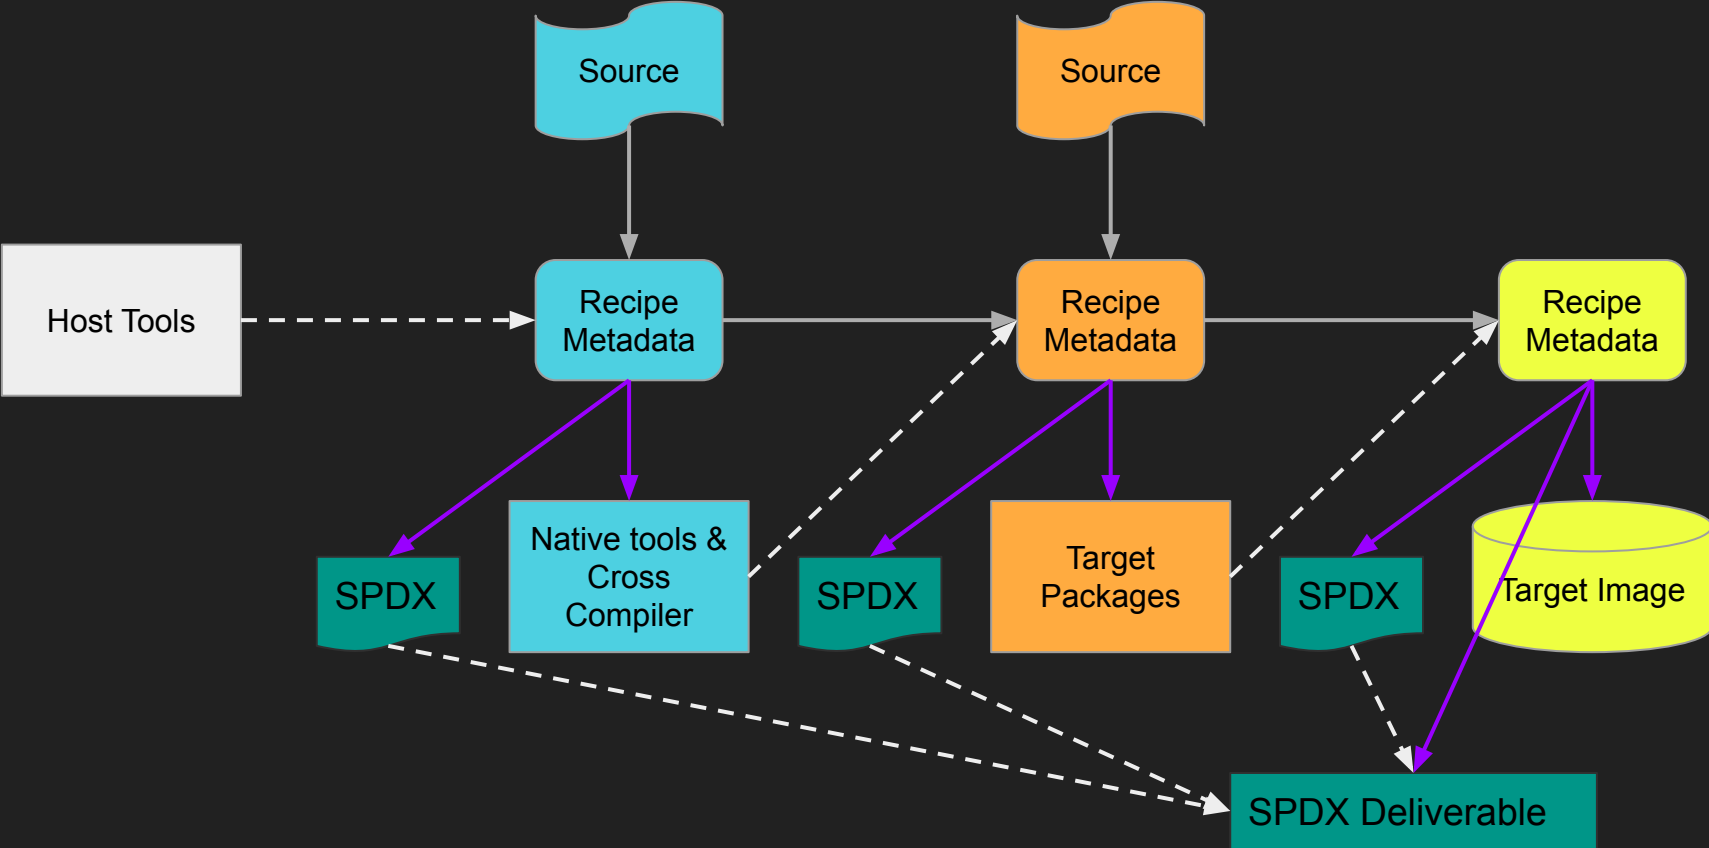 Source
Source
Host Tools
Recipe
Metadata
Recipe
Metadata
Recipe
Metadata
SPDX
Native tools &
Cross
Compiler
SPDX
Target
Packages
SPDX
Target Image
SPDX Deliverable